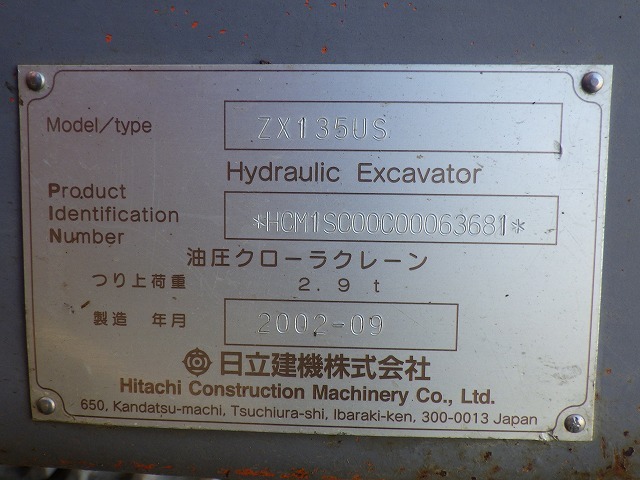 Model/type ZX135US
Hydraulic Excavator
Product
Identification
Number *HCM1SC00C00063681*
油圧クローラクレーン
つり上荷重 2.9 t
製造 年月 2002-09
日立建機株式会社
Hitachi Construction Machinery Co., Ltd.
650, Kandatsu-machi, Tsuchiura-shi, Ibaraki-ken, 300-0013 Japan